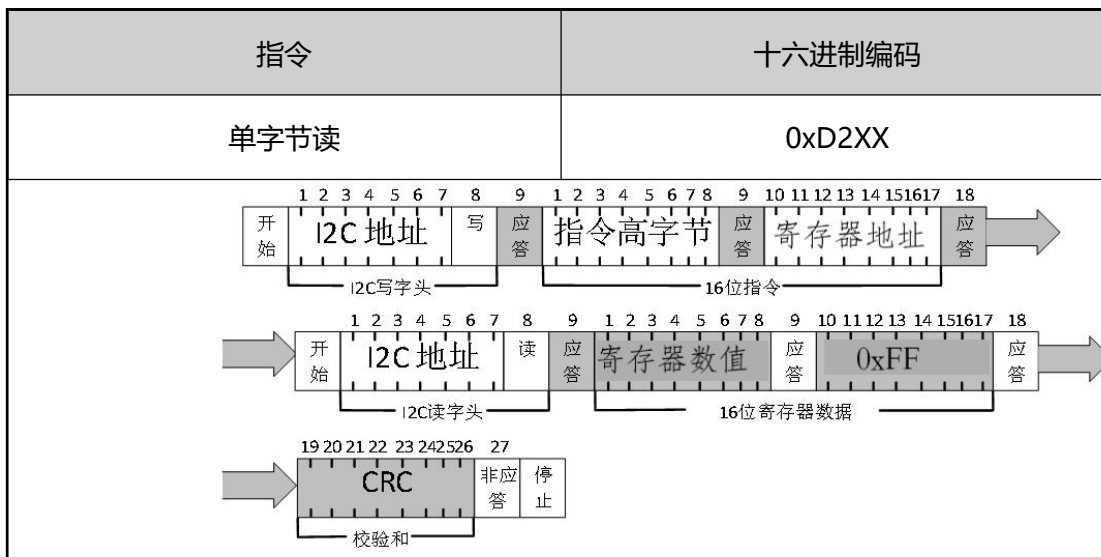 指令 十六进制编码
单字节读 0xD2XX
1 2 3 4 5 6 7 8 9 1 2 3 4 5 6 7 8 9 10 11 12 13 14 15 16 17 18
开始 I2C 地址 写 应答 指令高字节 应答 寄存器地址 应答
I2C写字头 16位指令
1 2 3 4 5 6 7 8 9 1 2 3 4 5 6 7 8 9 10 11 12 13 14 15 16 17 18
开始 I2C 地址 读 应答 寄存器数值 应答 0xFF 应答
I2C读字头 16位寄存器数据
19 20 21 22 23 24 25 26 27
CRC 非应答 停止
校验和